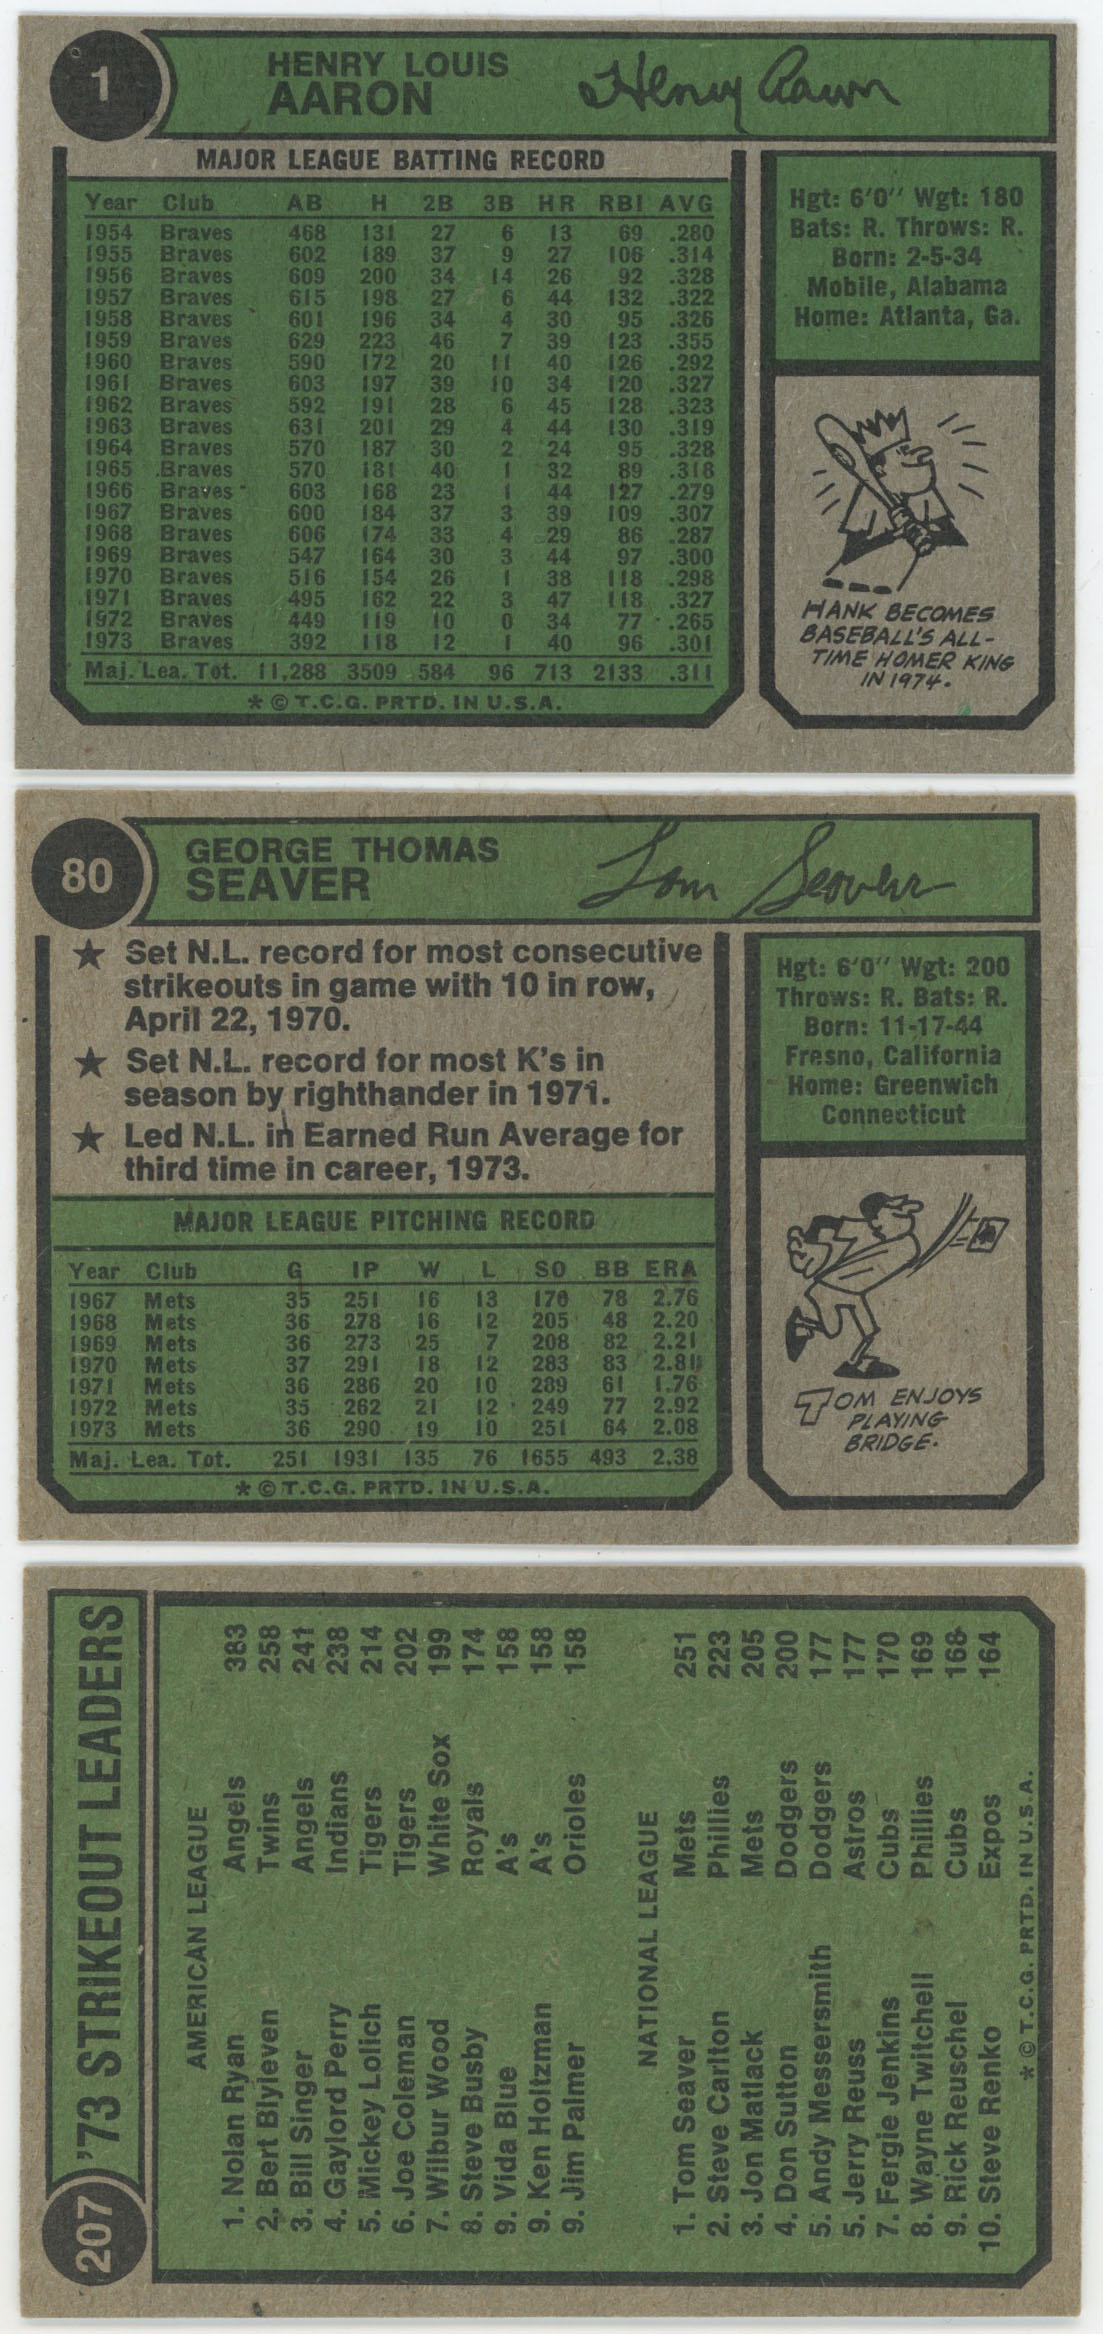 1
HENRY LOUIS
AARON
Henry Aaron
MAJOR LEAGUE BATTING RECORD
Year Club AB H 2B 3B HR RBI AVG
1954 Braves 468 131 27 6 13 69 .280
1955 Braves 602 189 37 9 27 106 .314
1956 Braves 609 200 34 14 26 92 .328
1957 Braves 615 198 27 6 44 132 .322
1958 Braves 601 196 34 4 30 95 .326
1959 Braves 629 223 46 7 39 123 .355
1960 Braves 590 172 20 11 40 126 .292
1961 Braves 603 197 39 10 34 120 .327
1962 Braves 592 191 28 6 45 128 .323
1963 Braves 631 201 29 4 44 130 .319
1964 Braves 570 187 30 2 24 95 .328
1965 Braves 570 181 40 1 32 89 .318
1966 Braves 603 168 23 1 44 127 .279
1967 Braves 600 184 37 3 39 109 .307
1968 Braves 606 174 33 4 29 86 .287
1969 Braves 547 164 30 3 44 97 .300
1970 Braves 516 154 26 1 38 118 .298
1971 Braves 495 162 22 3 47 118 .327
1972 Braves 449 119 10 0 34 77 .265
1973 Braves 392 118 12 1 40 96 .301
Maj. Lea. Tot. 11,288 3509 584 96 713 2133 .311
* © T.C.G. PRTD. IN U.S.A.
Hgt: 6'0" Wgt: 180
Bats: R. Throws: R.
Born: 2-5-34
Mobile, Alabama
Home: Atlanta, Ga.
HANK BECOMES
BASEBALL'S ALL-
TIME HOMER KING
IN 1974.
80
GEORGE THOMAS
SEAVER
Tom Seaver
★ Set N.L. record for most consecutive
strikeouts in game with 10 in row,
April 22, 1970.
★ Set N.L. record for most K's in
season by righthander in 1971.
★ Led N.L. in Earned Run Average for
third time in career, 1973.
MAJOR LEAGUE PITCHING RECORD
Year Club G IP W L SO BB ERA
1967 Mets 35 251 16 13 170 78 2.76
1968 Mets 36 278 16 12 205 48 2.20
1969 Mets 36 273 25 7 208 82 2.21
1970 Mets 37 291 18 12 283 83 2.81
1971 Mets 36 286 20 10 289 61 1.76
1972 Mets 35 262 21 12 249 77 2.92
1973 Mets 36 290 19 10 251 64 2.08
Maj. Lea. Tot. 251 1931 135 76 1655 493 2.38
* © T.C.G. PRTD. IN U.S.A.
Hgt: 6'0" Wgt: 200
Throws: R. Bats: R.
Born: 11-17-44
Fresno, California
Home: Greenwich
Connecticut
TOM ENJOYS
PLAYING
BRIDGE.
207
'73 STRIKEOUT LEADERS
AMERICAN LEAGUE
1. Nolan Ryan Angels 383
2. Bert Blyleven Twins 258
3. Bill Singer Angels 241
4. Gaylord Perry Indians 238
5. Mickey Lolich Tigers 214
6. Joe Coleman Tigers 202
7. Wilbur Wood White Sox 199
8. Steve Busby Royals 174
9. Vida Blue A's 158
9. Ken Holtzman A's 158
9. Jim Palmer Orioles 158
NATIONAL LEAGUE
1. Tom Seaver Mets 251
2. Steve Carlton Phillies 223
3. Jon Matlack Mets 205
4. Don Sutton Dodgers 200
5. Andy Messersmith Dodgers 177
5. Jerry Reuss Astros 177
7. Fergie Jenkins Cubs 170
8. Wayne Twitchell Phillies 169
9. Rick Reuschel Cubs 168
10. Steve Renko Expos 164
* © T.C.G. PRTD. IN U.S.A.